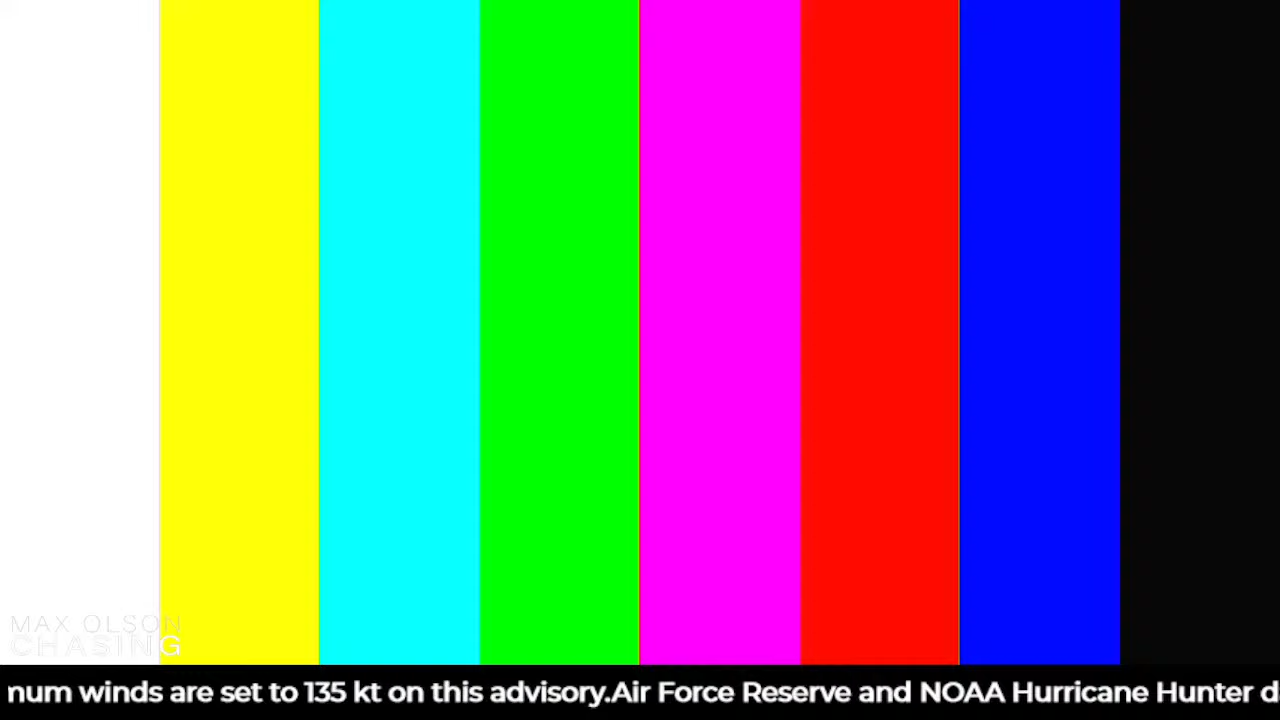 MAX OLSON
CHASING
num winds are set to 135 kt on this advisory.Air Force Reserve and NOAA Hurricane Hunter d